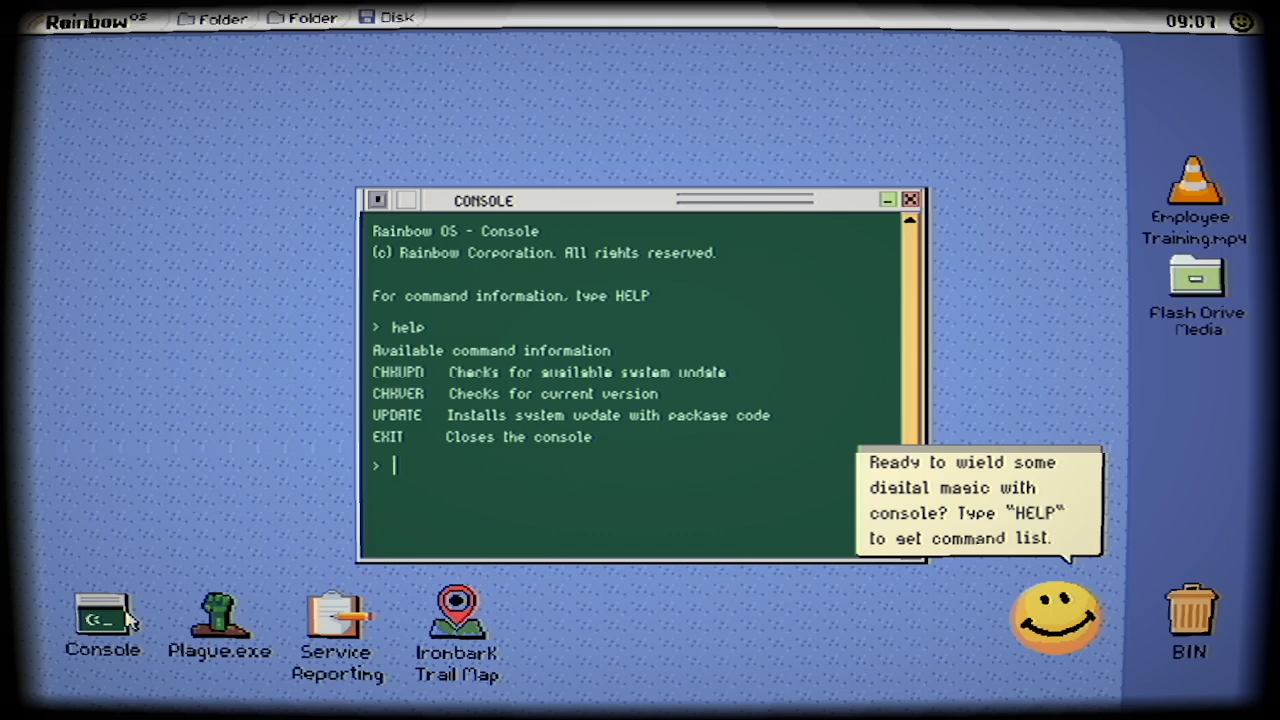 RainbowOS
Folder
Folder
Disk
09:07
CONSOLE
Rainbow OS - Console
(c) Rainbow Corporation. All rights reserved.
For command information, type HELP
> help
Available command information
CHKUPD Checks for available system update
CHKVER Checks for current version
UPDATE Installs system update with package code
EXIT Closes the console
>
Ready to wield some
digital magic with
console? Type "HELP"
to get command list.
Employee
Training.mp4
Flash Drive
Media
Console
Plague.exe
Service
Reporting
Ironbark
Trail Map
BIN